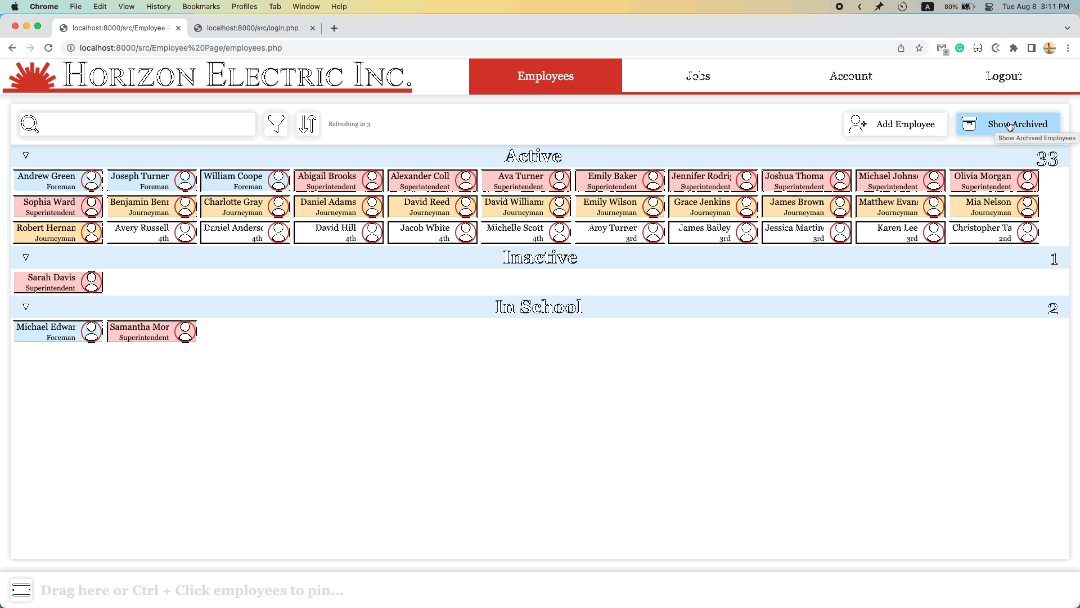 Chrome File Edit View History Bookmarks Profiles Tab Window Help A 80% Tue Aug 8 3:11 PM
localhost:8000/src/Employee localhost:8000/src/login.php
localhost:8000/src/Employee%20Page/employees.php
HORIZON ELECTRIC INC. Employees Jobs Account Logout
Refreshing in 3 Add Employee Show Archived
Show Archived Employees
Active 33
Andrew Green Joseph Turner William Coope Abigail Brooks Alexander Coll Ava Turner Emily Baker Jennifer Rodri Joshua Thoma Michael Johns Olivia Morgan
Foreman Foreman Foreman Superintendent Superintendent Superintendent Superintendent Superintendent Superintendent Superintendent Superintendent
Sophia Ward Benjamin Ben Charlotte Gray Daniel Adams David Reed David William Emily Wilson Grace Jenkins James Brown Matthew Evan Mia Nelson
Superintendent Journeyman Journeyman Journeyman Journeyman Journeyman Journeyman Journeyman Journeyman Journeyman Journeyman
Robert Hernan Avery Russell Daniel Anders David Hill Jacob White Michelle Scott Amy Turner James Bailey Jessica Martin Karen Lee Christopher Ta
Journeyman 4th 4th 4th 4th 4th 3rd 3rd 3rd 3rd 2nd
Inactive 1
Sarah Davis
Superintendent
In School 2
Michael Edwar Samantha Mor
Foreman Superintendent
Drag here or Ctrl + Click employees to pin...